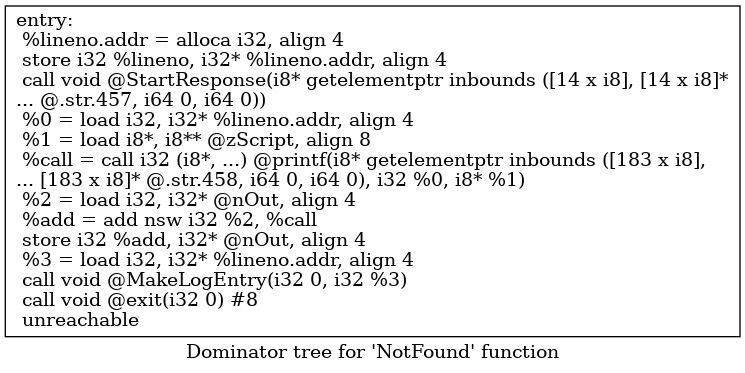 entry:
%lineno.addr = alloca i32, align 4
store i32 %lineno, i32* %lineno.addr, align 4
call void @StartResponse(i8* getelementptr inbounds ([14 x i8], [14 x i8]*
... @.str.457, i64 0, i64 0))
%0 = load i32, i32* %lineno.addr, align 4
%1 = load i8*, i8** @zScript, align 8
%call = call i32 (i8*, ...) @printf(i8* getelementptr inbounds ([183 x i8],
... [183 x i8]* @.str.458, i64 0, i64 0), i32 %0, i8* %1)
%2 = load i32, i32* @nOut, align 4
%add = add nsw i32 %2, %call
store i32 %add, i32* @nOut, align 4
%3 = load i32, i32* %lineno.addr, align 4
call void @MakeLogEntry(i32 0, i32 %3)
call void @exit(i32 0) #8
unreachable
Dominator tree for 'NotFound' function